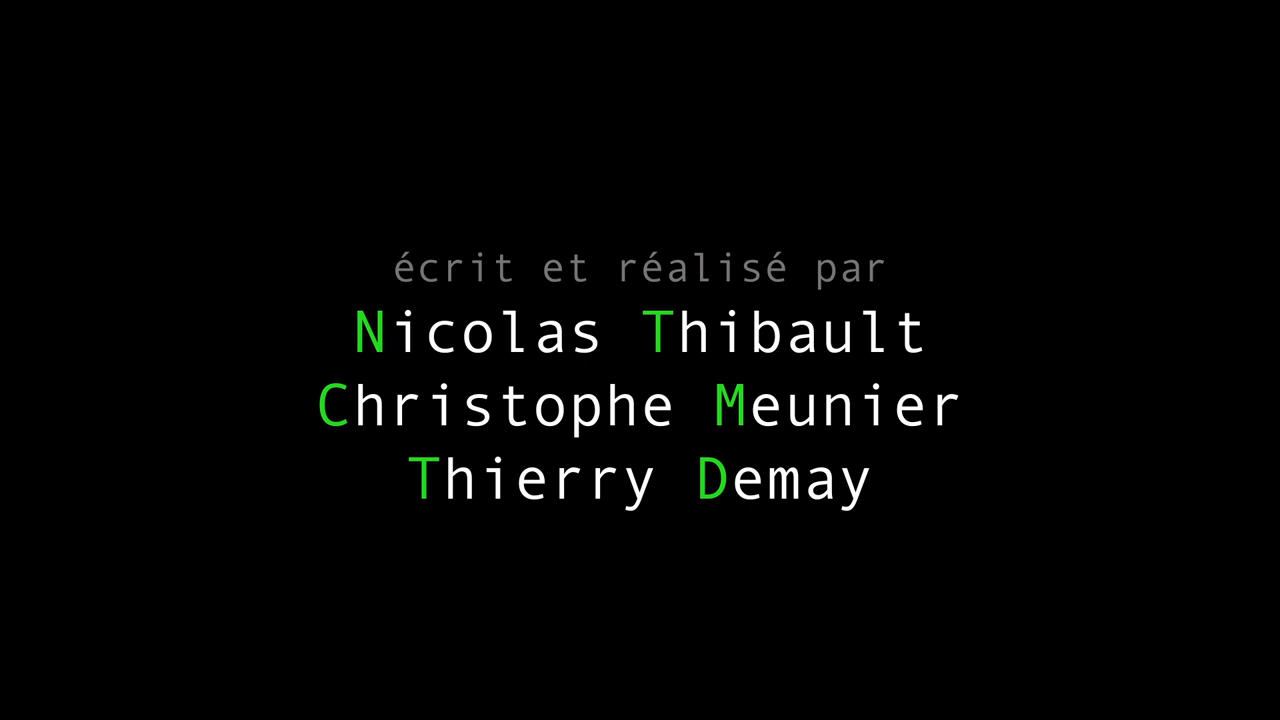 écrit et réalisé par
Nicolas Thibault
Christophe Meunier
Thierry Demay